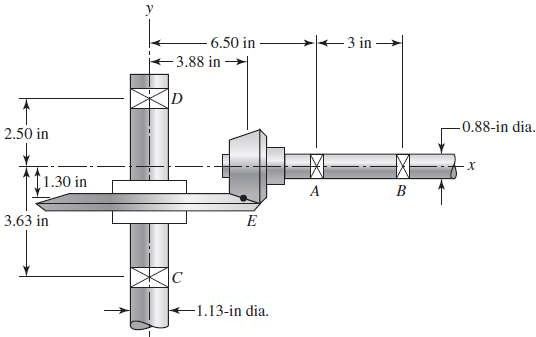 y
6.50 in
3 in
3.88 in
D
2.50 in
0.88-in dia.
x
1.30 in
A
B
3.63 in
E
C
1.13-in dia.